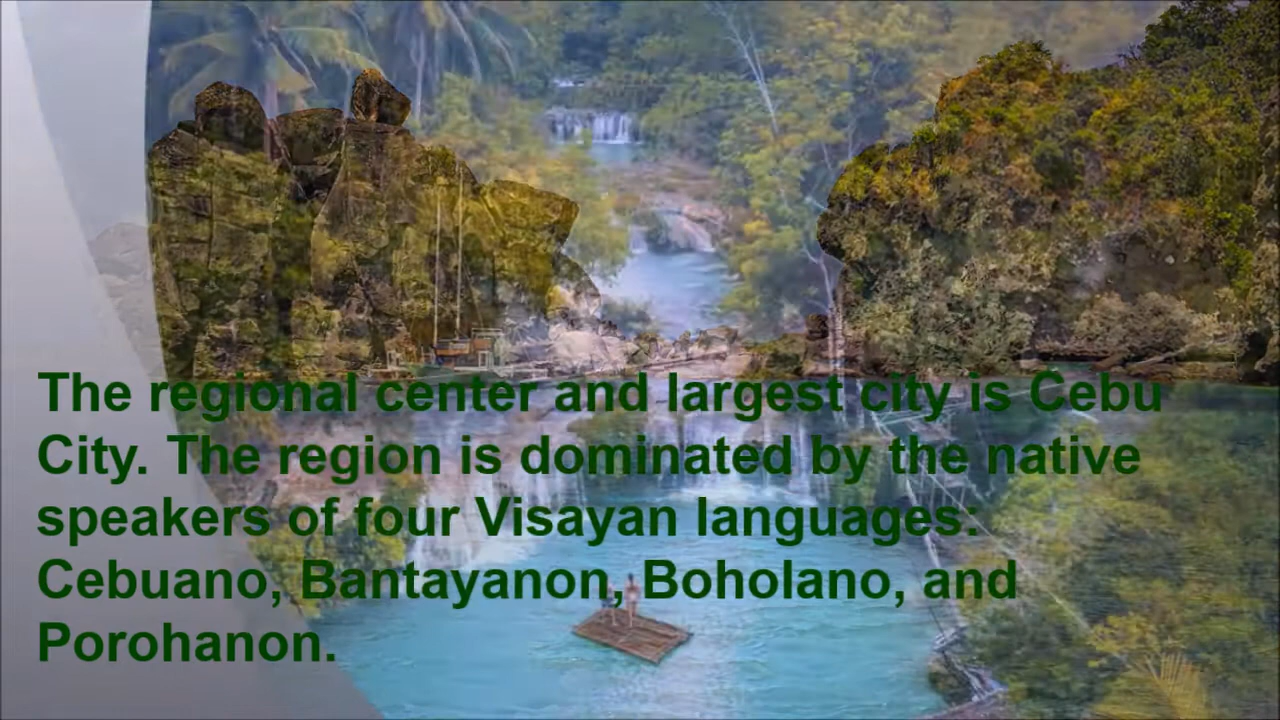 The regional center and largest city is Cebu
City. The region is dominated by the native
speakers of four Visayan languages:
Cebuano, Bantayanon, Boholano, and
Porohanon.